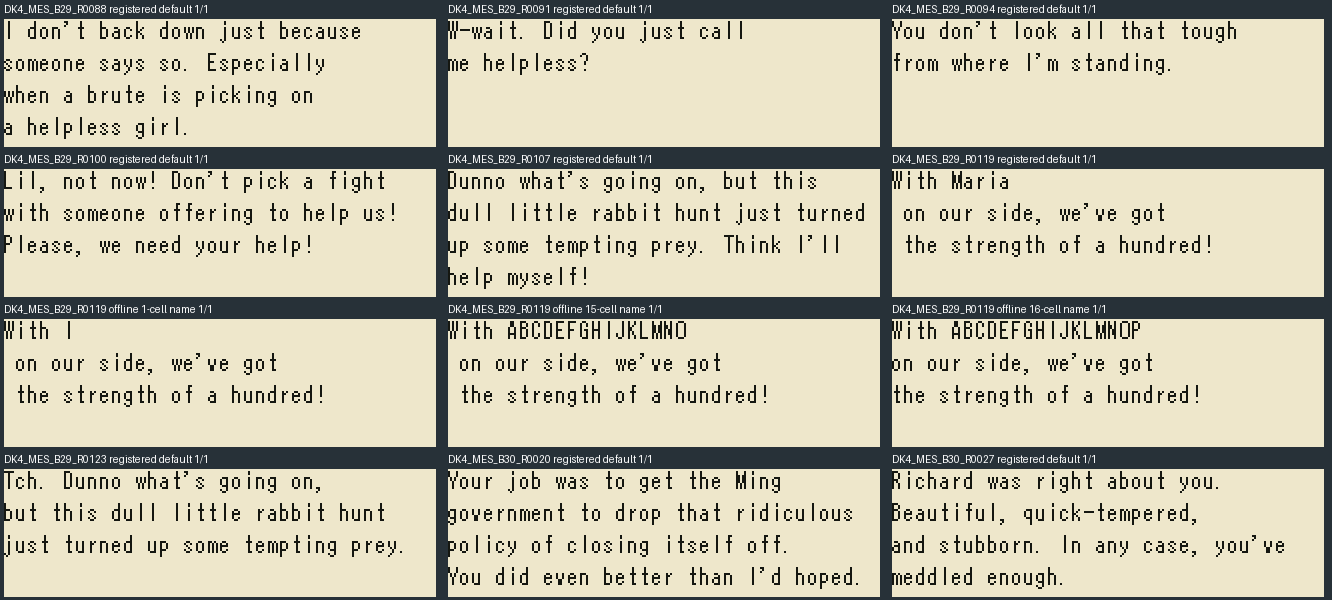 DK4_MES_B29_R0088 registered default 1/1
I don't back down just because
someone says so. Especially
when a brute is picking on
a helpless girl.
DK4_MES_B29_R0091 registered default 1/1
W-wait. Did you just call
me helpless?
DK4_MES_B29_R0094 registered default 1/1
You don't look all that tough
from where I'm standing.
DK4_MES_B29_R0100 registered default 1/1
Lil, not now! Don't pick a fight
with someone offering to help us!
Please, we need your help!
DK4_MES_B29_R0107 registered default 1/1
Dunno what's going on, but this
dull little rabbit hunt just turned
up some tempting prey. Think I'll
help myself!
DK4_MES_B29_R0119 registered default 1/1
With Maria
on our side, we've got
the strength of a hundred!
DK4_MES_B29_R0119 offline 1-cell name 1/1
With I
on our side, we've got
the strength of a hundred!
DK4_MES_B29_R0119 offline 15-cell name 1/1
With ABCDEFGHIJKLMNO
on our side, we've got
the strength of a hundred!
DK4_MES_B29_R0119 offline 16-cell name 1/1
With ABCDEFGHIJKLMNOP
on our side, we've got
the strength of a hundred!
DK4_MES_B29_R0123 registered default 1/1
Tch. Dunno what's going on,
but this dull little rabbit hunt
just turned up some tempting prey.
DK4_MES_B30_R0020 registered default 1/1
Your job was to get the Ming
government to drop that ridiculous
policy of closing itself off.
You did even better than I'd hoped.
DK4_MES_B30_R0027 registered default 1/1
Richard was right about you.
Beautiful, quick-tempered,
and stubborn. In any case, you've
meddled enough.